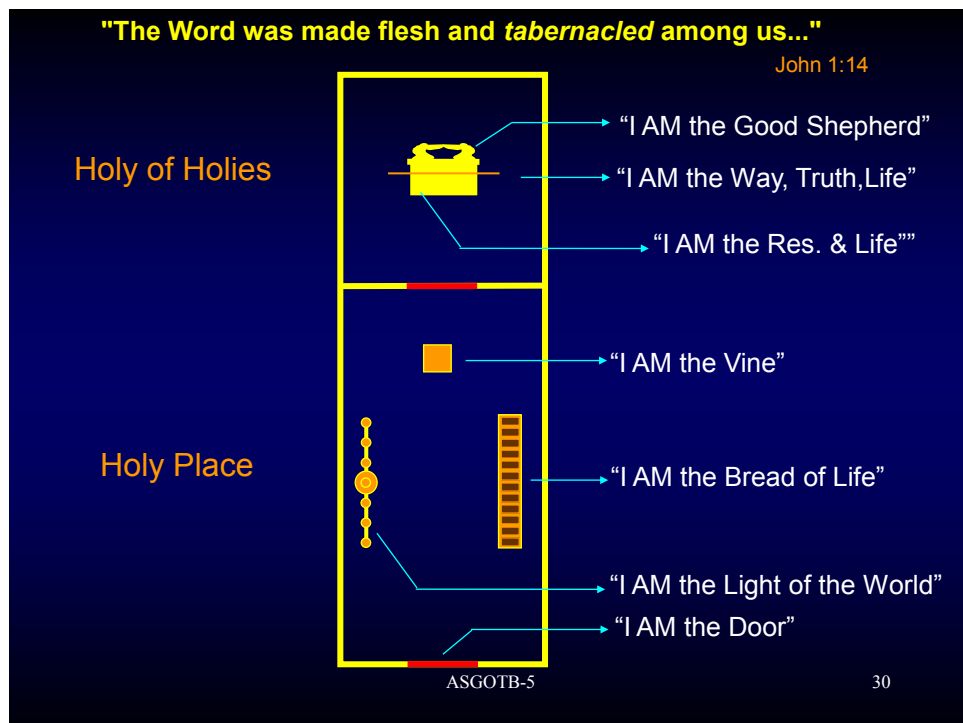 "The Word was made flesh and tabernacled among us..."
John 1:14
“I AM the Good Shepherd”
Holy of Holies
“I AM the Way, Truth,Life”
“I AM the Res. & Life””
“I AM the Vine”
Holy Place
“I AM the Bread of Life”
“I AM the Light of the World”
“I AM the Door”
ASGOTB-5
30